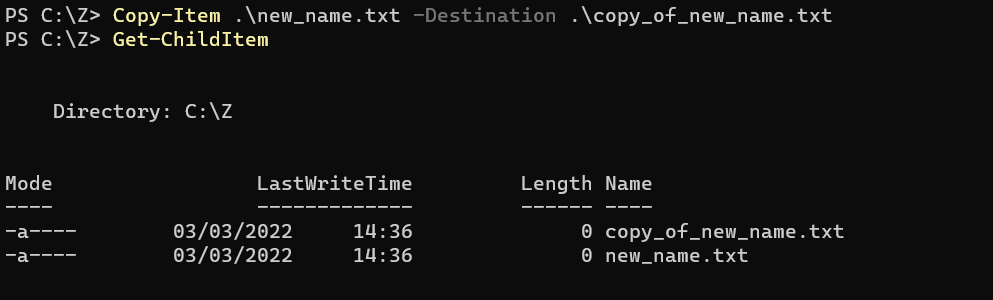 PS C:\Z> Copy-Item .\new_name.txt -Destination .\copy_of_new_name.txt
PS C:\Z> Get-ChildItem
Directory: C:\Z
Mode LastWriteTime Length Name
---- ------------- ------ ----
-a---- 03/03/2022 14:36 0 copy_of_new_name.txt
-a---- 03/03/2022 14:36 0 new_name.txt